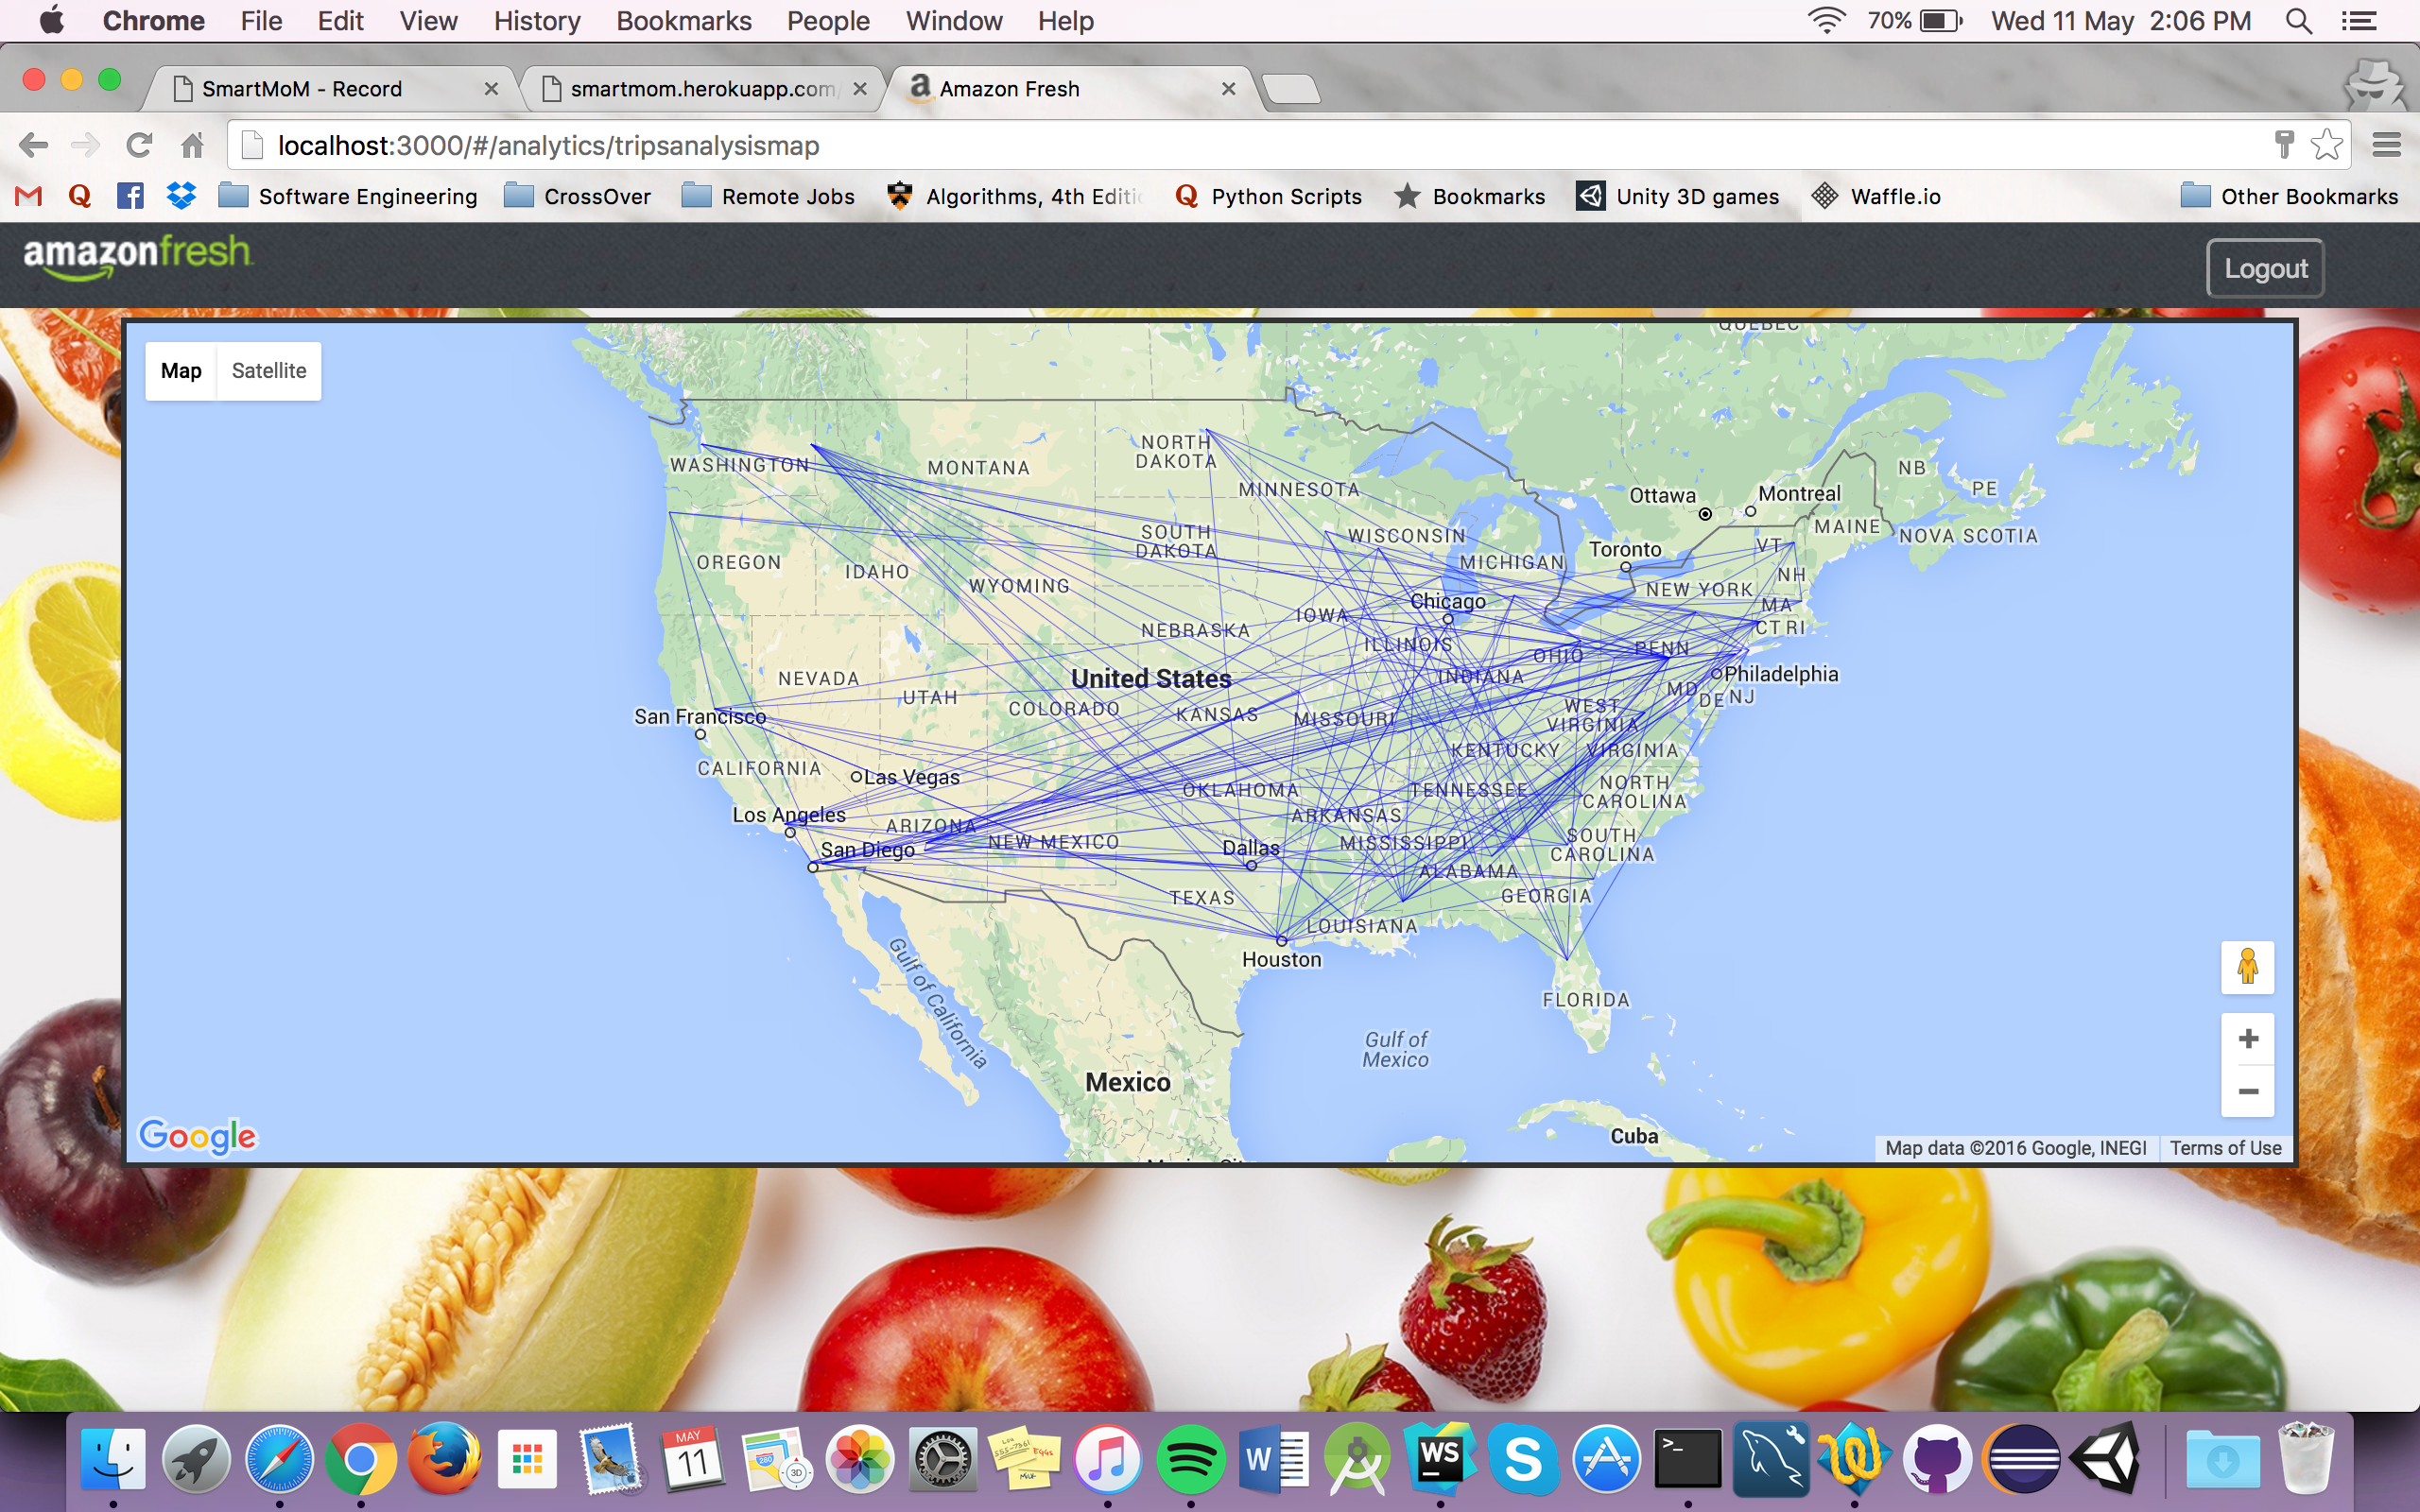 Chrome File Edit View History Bookmarks People Window Help 70% Wed 11 May 2:06 PM
SmartMoM - Record smartmom.herokuapp.com/ a Amazon Fresh
localhost:3000/#/analytics/tripsanalysismap
Q Software Engineering CrossOver Remote Jobs Algorithms, 4th Editi Q Python Scripts Bookmarks Unity 3D games Waffle.io Other Bookmarks
amazonfresh Logout
QUEBEC
Map Satellite
NORTH
DAKOTA
WASHINGTON MONTANA NB
MINNESOTA Ottawa Montreal PE
MAINE
SOUTH
DAKOTA
WISCONSIN VT NOVA SCOTIA
Toronto
OREGON IDAHO MICHIGAN
WYOMING NEW YORK NH
Chicago MA
IOWA
NEBRASKA CT RI
ILLINOIS OHIO PENN
NEVADA United States INDIANA Philadelphia
UTAH COLORADO KANSAS MISSOURI MD DE NJ
San Francisco WEST
VIRGINIA
KENTUCKY VIRGINIA
CALIFORNIA Las Vegas
OKLAHOMA TENNESSEE NORTH
CAROLINA
Los Angeles ARIZONA ARKANSAS
NEW MEXICO MISSISSIPPI SOUTH
CAROLINA
San Diego Dallas
ALABAMA
TEXAS GEORGIA
LOUISIANA
Houston
Gulf of California
FLORIDA
Gulf of
Mexico
Mexico
Cuba
Google Map data ©2016 Google, INEGI Terms of Use
MAY
11
280
3D
555-7361
EGGS
MILK
W
WS
S
>_